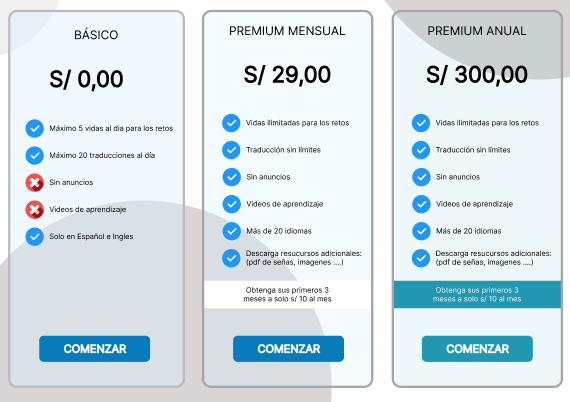 BÁSICO
S/ 0,00
Máximo 5 vidas al dia para los retos
Máximo 20 traducciones al día
Sin anuncios
Videos de aprendizaje
Solo en Español e Ingles
COMENZAR
PREMIUM MENSUAL
S/ 29,00
Vidas ilimitadas para los retos
Traducción sin límites
Sin anuncios
Videos de aprendizaje
Más de 20 idiomas
Descarga resucursos adicionales:
(pdf de señas, imagenes ....)
Obtenga sus primeros 3
meses a solo s/ 10 al mes
COMENZAR
PREMIUM ANUAL
S/ 300,00
Vidas ilimitadas para los retos
Traducción sin límites
Sin anuncios
Videos de aprendizaje
Más de 20 idiomas
Descarga resucursos adicionales:
(pdf de señas, imagenes ....)
Obtenga sus primeros 3
meses a solo s/ 10 al mes
COMENZAR